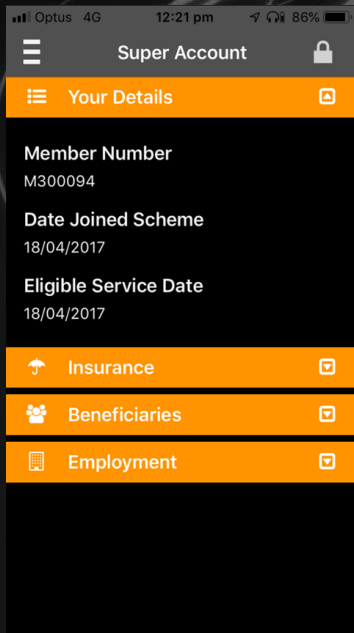 Optus 4G 12:21 pm 86%
Super Account
Your Details
Member Number
M300094
Date Joined Scheme
18/04/2017
Eligible Service Date
18/04/2017
Insurance
Beneficiaries
Employment